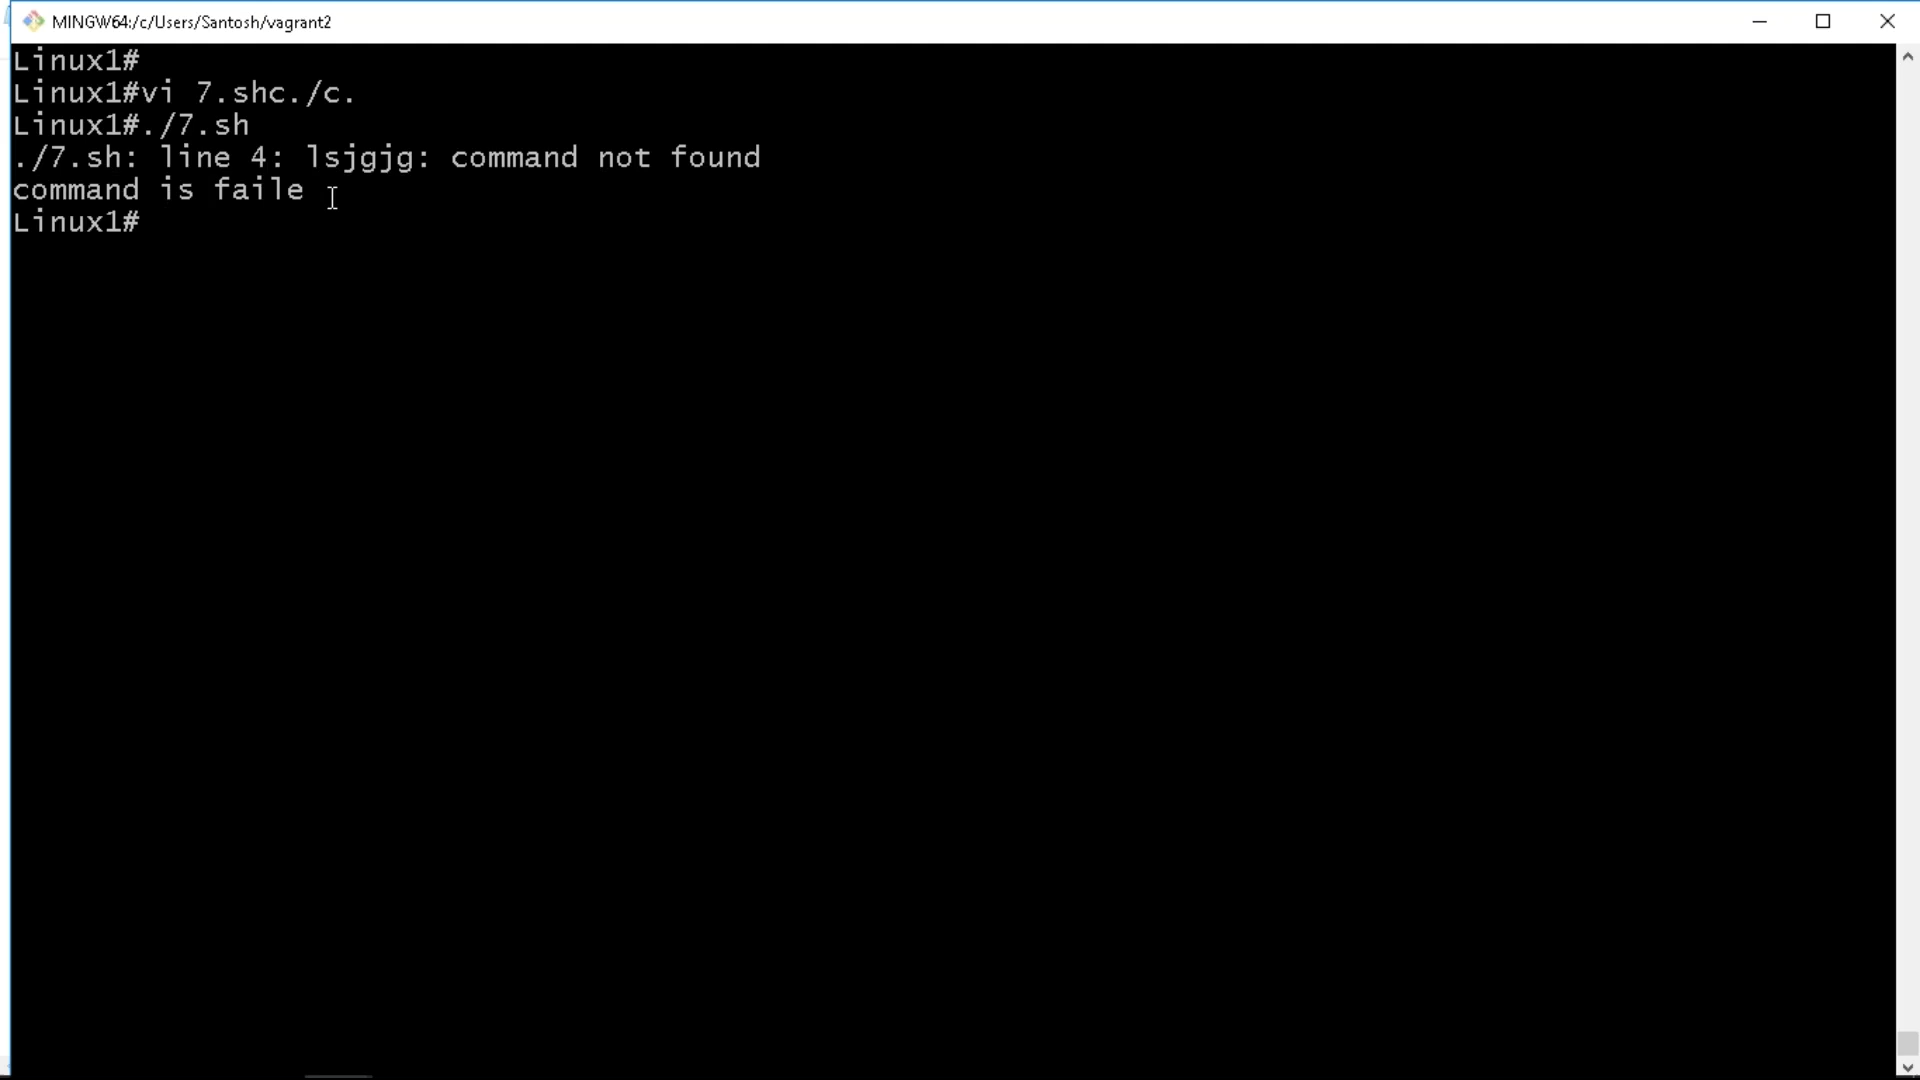 MINGW64:/c/Users/Santosh/vagrant2
Linux1#
Linux1#vi 7.shc./c.
Linux1#./7.sh
./7.sh: line 4: lsjgjg: command not found
command is faile
Linux1#